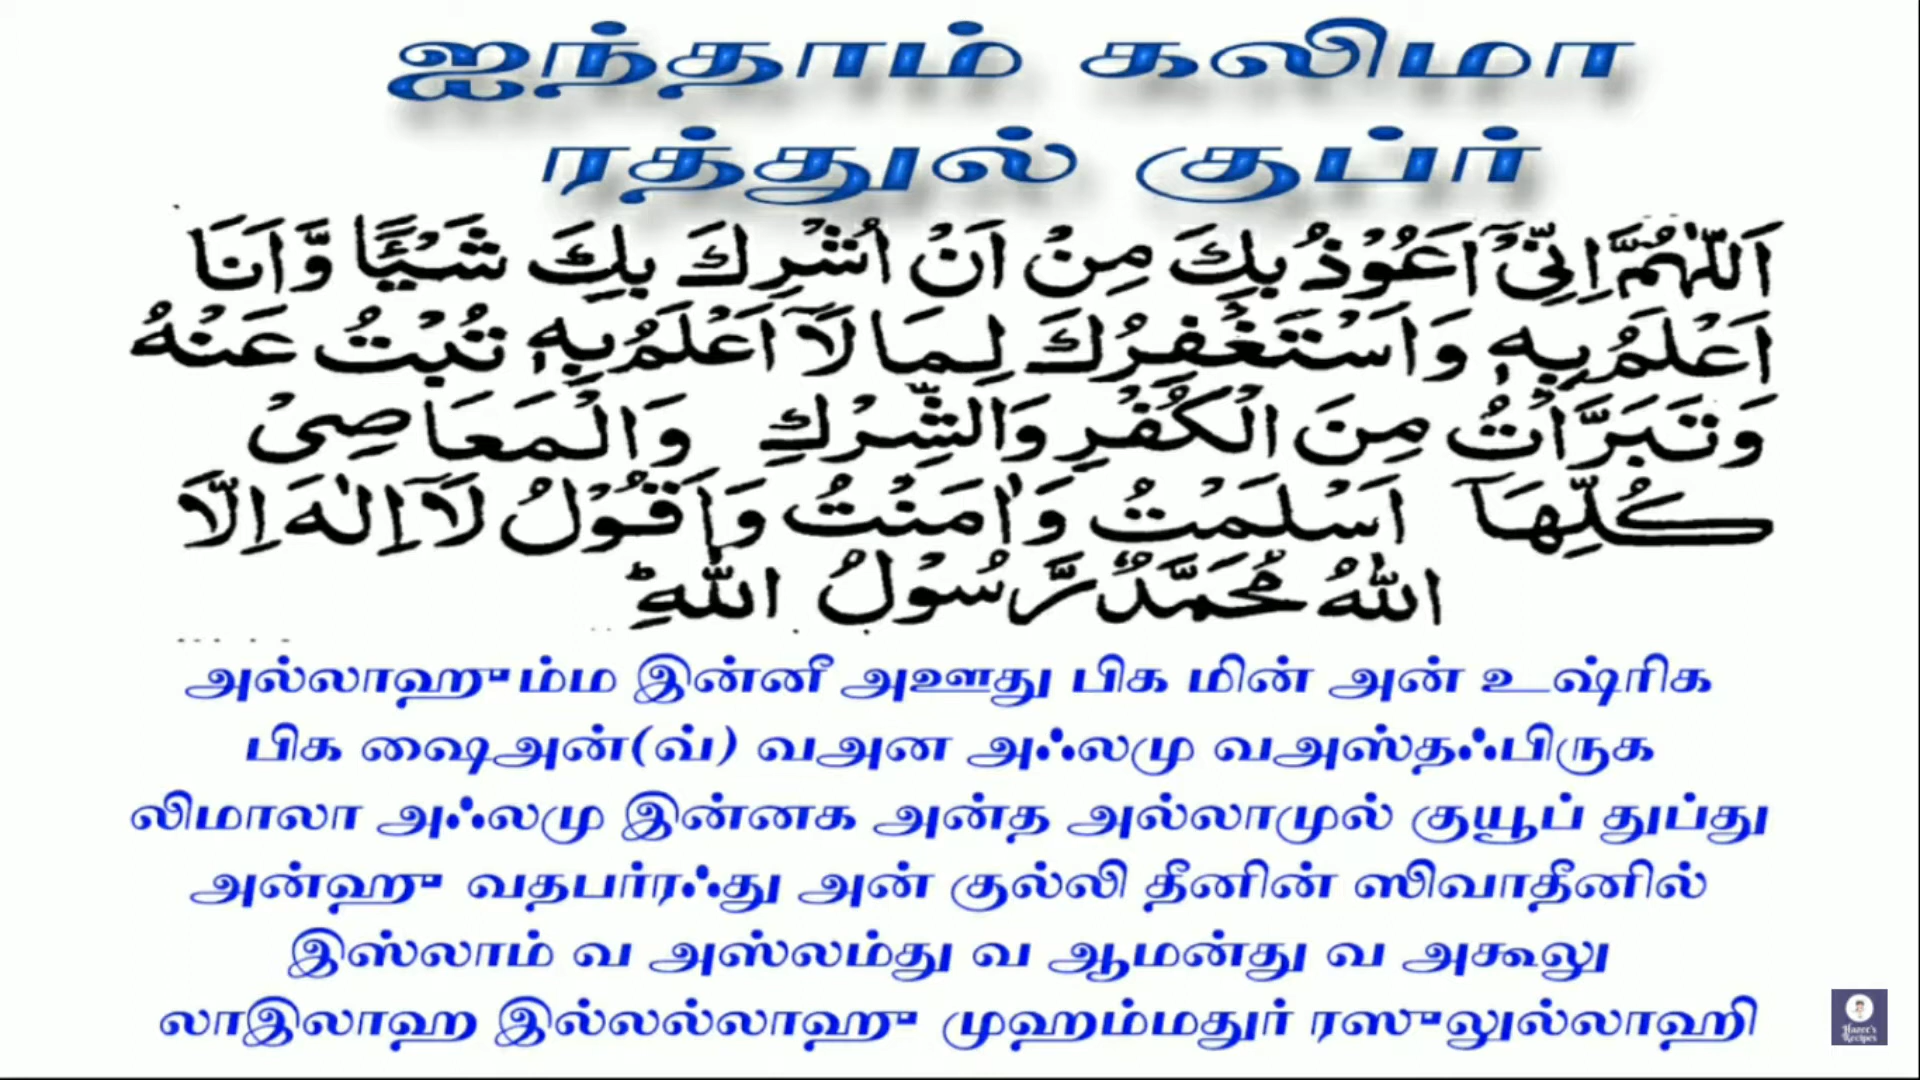 ஐந்தாம் கலிமா
ரத்துல் குப்ர்
اَللّٰهُمَّ اِنِّیْٓ اَعُوْذُ بِكَ مِنْ اَنْ اُشْرِكَ بِكَ شَيْـًٔا وَّاَنَا
اَعْلَمُ بِهٖ وَاَسْتَغْفِرُكَ لِمَا لَآ اَعْلَمُ بِهٖ تُبْتُ عَنْهُ
وَتَبَرَّاْتُ مِنَ الْكُفْرِ وَالشِّرْكِ وَالْمَعَاصِیْ
كُلِّهَآ اَسْلَمْتُ وَاٰمَنْتُ وَاَقُوْلُ لَآ اِلٰهَ اِلَّا
اللّٰهُ مُحَمَّدٌ رَّسُوْلُ اللّٰهِؕ
அல்லாஹும்ம இன்னீ அஊது பிக மின் அன் உஷ்ரிக
பிக ஷைஅன்(வ்) வஅன அஃலமு வஅஸ்தஃபிருக
லிமாலா அஃலமு இன்னக அன்த அல்லாமுல் குயூப் துப்து
அன்ஹு வதபர்ரஃது அன் குல்லி தீனின் ஸிவாதீனில்
இஸ்லாம் வ அஸ்லம்து வ ஆமன்து வ அகூலு
லாஇலாஹ இல்லல்லாஹு முஹம்மதுர் ரஸுலுல்லாஹி
Hazee's
Recipes